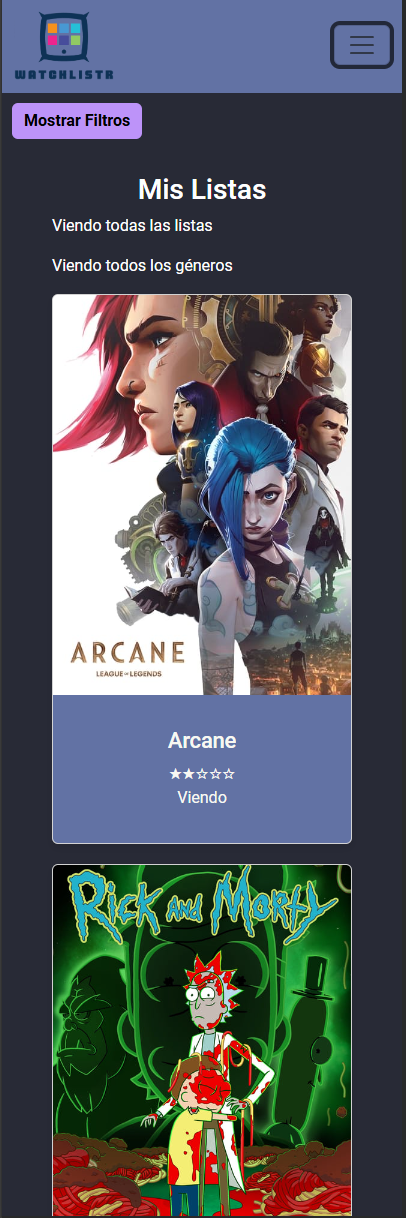 WATCHLISTR
Mostrar Filtros
Mis Listas
Viendo todas las listas
Viendo todos los géneros
ARCANE
LEAGUE OF LEGENDS
Arcane
★★☆☆☆
Viendo
RICK AND MORTY